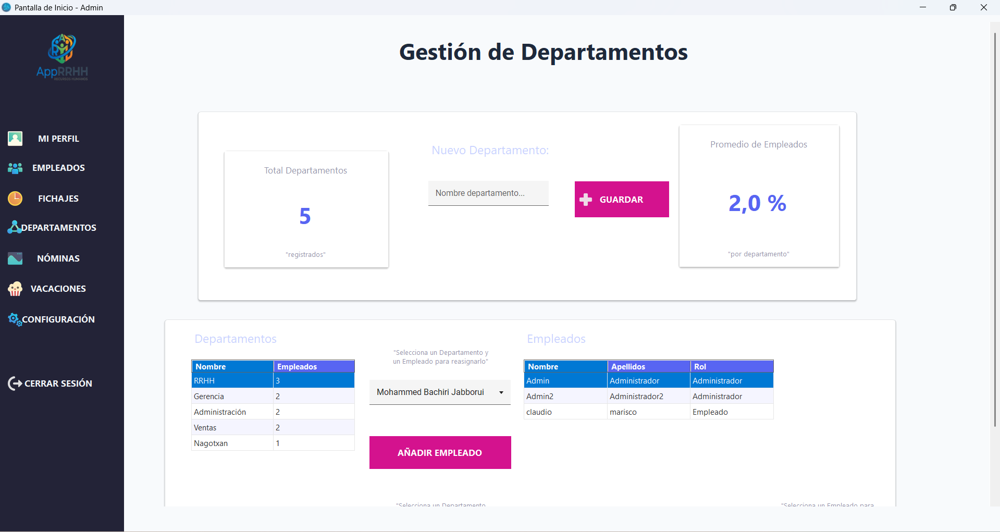 Pantalla de Inicio - Admin
AppRRHH
RECURSOS HUMANOS
MI PERFIL
EMPLEADOS
FICHAJES
DEPARTAMENTOS
NÓMINAS
VACACIONES
CONFIGURACIÓN
CERRAR SESIÓN
Gestión de Departamentos
Total Departamentos
5
"registrados"
Nuevo Departamento:
Nombre departamento...
GUARDAR
Promedio de Empleados
2,0 %
"por departamento"
Departamentos
Nombre Empleados
RRHH 3
Gerencia 2
Administración 2
Ventas 2
Nagotxan 1
"Selecciona un Departamento y
un Empleado para reasignarlo"
Mohammed Bachiri Jabborui
AÑADIR EMPLEADO
Empleados
Nombre Apellidos Rol
Admin Administrador Administrador
Admin2 Administrador2 Administrador
claudio marisco Empleado
"Selecciona un Departamento
"Selecciona un Empleado para